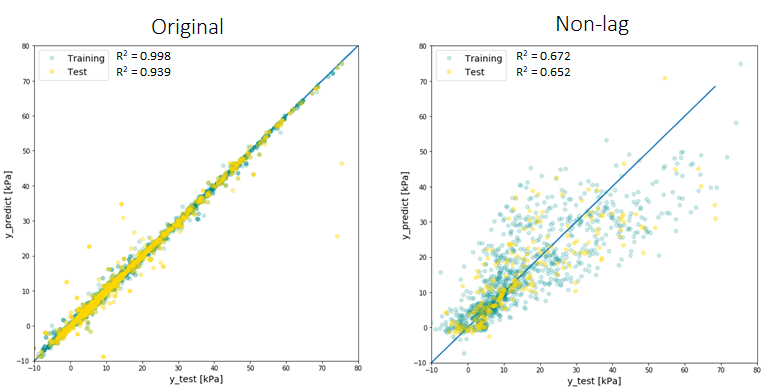 Original
Non-lag
Training R² = 0.998
Test R² = 0.939
Training R² = 0.672
Test R² = 0.652
80
70
60
50
40
30
20
10
0
−10
y_predict [kPa]
−10 0 10 20 30 40 50 60 70 80
y_test [kPa]
80
70
60
50
40
30
20
10
0
−10
y_predict [kPa]
−10 0 10 20 30 40 50 60 70 80
y_test [kPa]